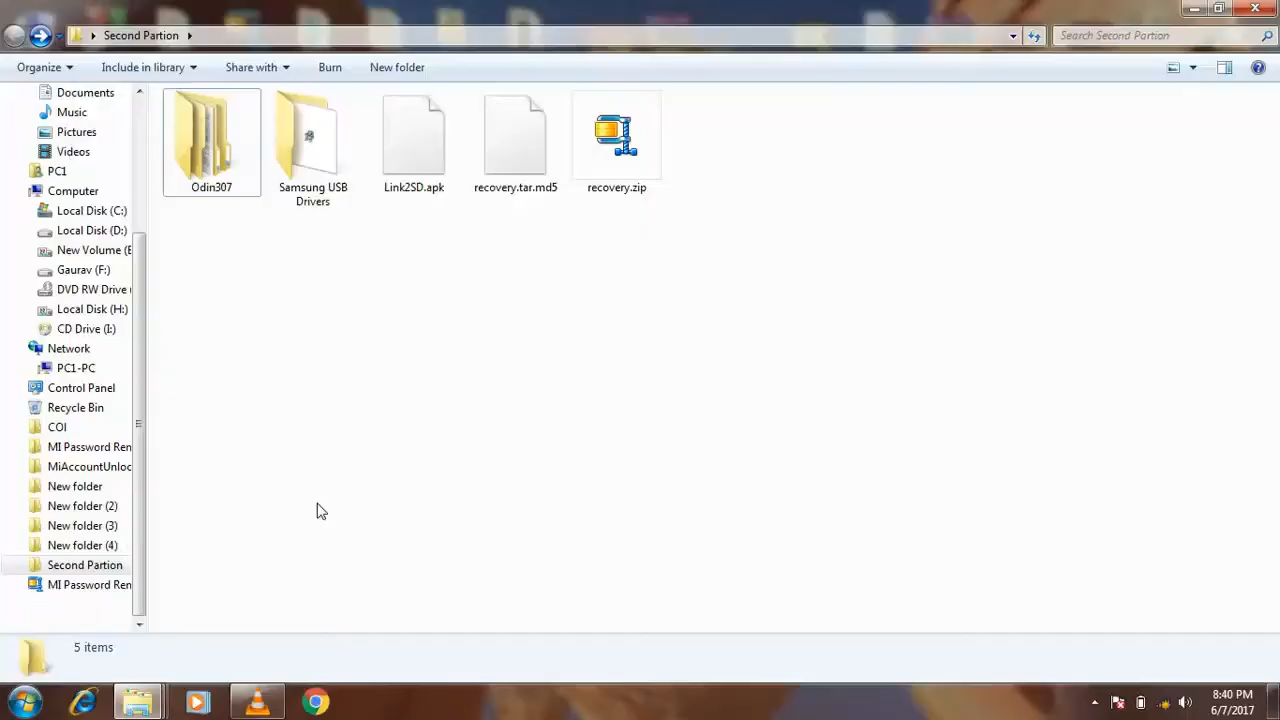 Second Partion
Search Second Partion
Organize
Include in library
Share with
Burn
New folder
Documents
Music
Pictures
Videos
PC1
Computer
Local Disk (C:)
Local Disk (D:)
New Volume (E
Gaurav (F:)
DVD RW Drive
Local Disk (H:)
CD Drive (I:)
Network
PC1-PC
Control Panel
Recycle Bin
COI
MI Password Ren
MiAccountUnloc
New folder
New folder (2)
New folder (3)
New folder (4)
Second Partion
MI Password Ren
Odin307
Samsung USB
Drivers
Link2SD.apk
recovery.tar.md5
recovery.zip
5 items
8:40 PM
6/7/2017